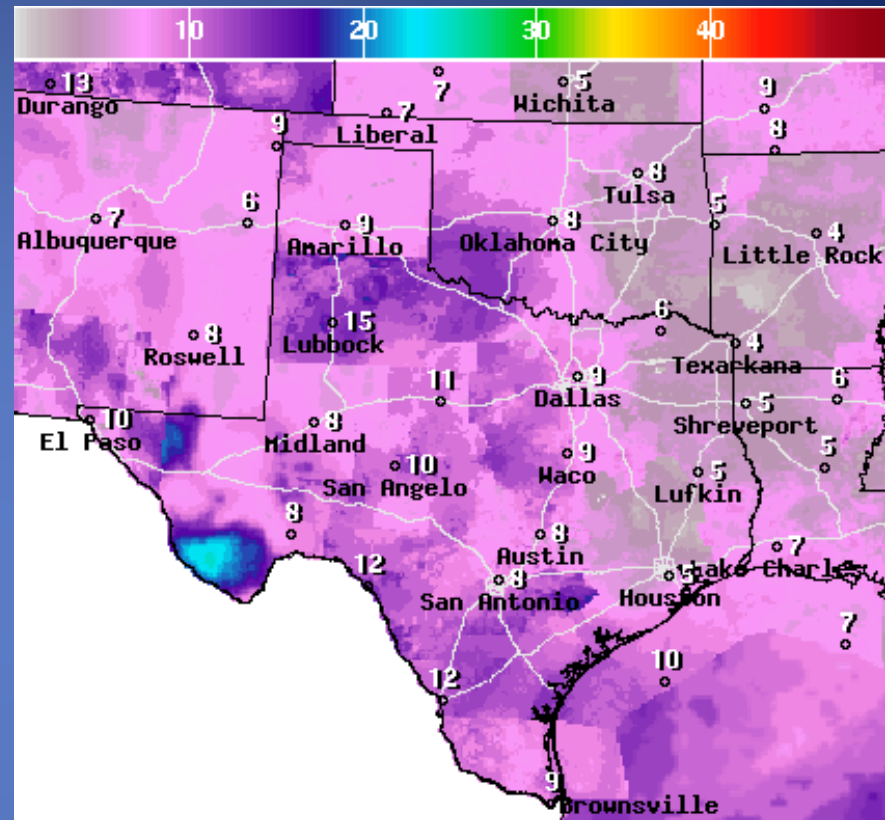 10 20 30 40
13 7 5 9
Durango Liberal 7 Wichita
9 8
8
Tulsa
7 6 9 8 5 4
Albuquerque Amarillo Oklahoma City Little Rock
8 15 6 4
Roswell Lubbock Texarkana
11 9 5 6
Dallas Shreveport
10 8
El Paso Midland
10 9 5 5
San Angelo Waco Lufkin
8 8 7
Austin
12 8 5 Lake Charles
San Antonio Houston
7
12 10
9
Brownsville